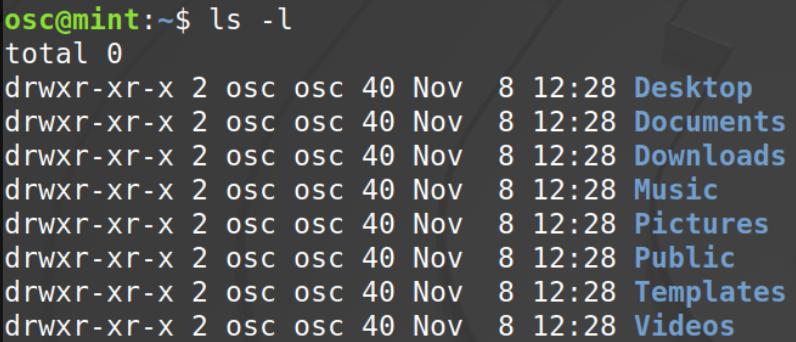 osc@mint:~$ ls -l
total 0
drwxr-xr-x 2 osc osc 40 Nov  8 12:28 Desktop
drwxr-xr-x 2 osc osc 40 Nov  8 12:28 Documents
drwxr-xr-x 2 osc osc 40 Nov  8 12:28 Downloads
drwxr-xr-x 2 osc osc 40 Nov  8 12:28 Music
drwxr-xr-x 2 osc osc 40 Nov  8 12:28 Pictures
drwxr-xr-x 2 osc osc 40 Nov  8 12:28 Public
drwxr-xr-x 2 osc osc 40 Nov  8 12:28 Templates
drwxr-xr-x 2 osc osc 40 Nov  8 12:28 Videos